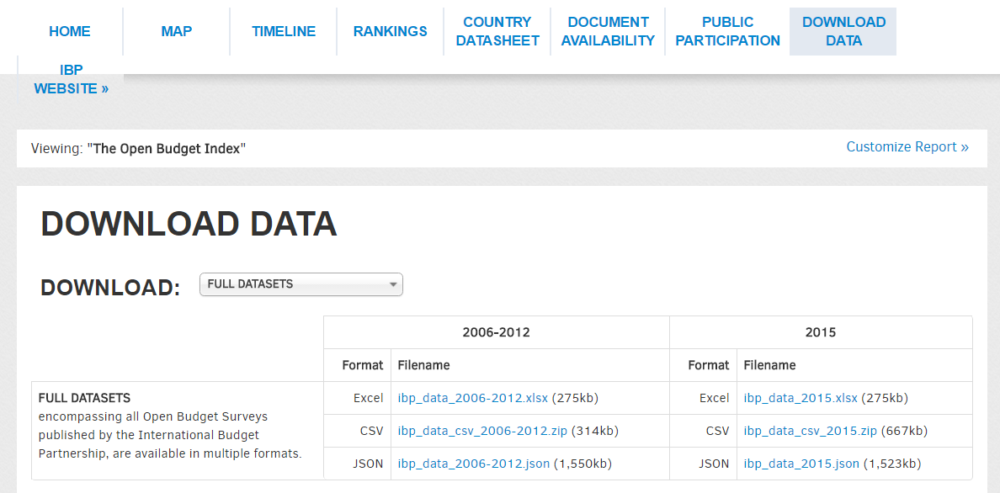 HOME
MAP
TIMELINE
RANKINGS
COUNTRY
DATASHEET
DOCUMENT
AVAILABILITY
PUBLIC
PARTICIPATION
DOWNLOAD
DATA
IBP
WEBSITE »
Viewing: "The Open Budget Index"
Customize Report »
DOWNLOAD DATA
DOWNLOAD: FULL DATASETS
2006-2012 2015
Format Filename Format Filename
FULL DATASETS
encompassing all Open Budget Surveys
published by the International Budget
Partnership, are available in multiple formats.
Excel ibp_data_2006-2012.xlsx (275kb) Excel ibp_data_2015.xlsx (275kb)
CSV ibp_data_csv_2006-2012.zip (314kb) CSV ibp_data_csv_2015.zip (667kb)
JSON ibp_data_2006-2012.json (1,550kb) JSON ibp_data_2015.json (1,523kb)